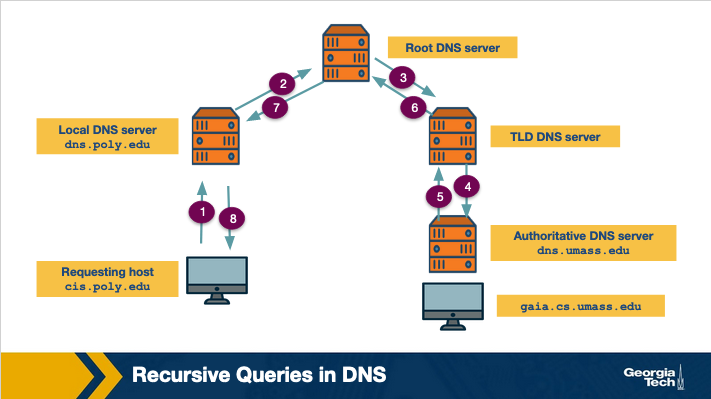 Root DNS server
2
3
7
6
Local DNS server
dns.poly.edu
TLD DNS server
1
8
5
4
Authoritative DNS server
dns.umass.edu
Requesting host
cis.poly.edu
gaia.cs.umass.edu
Recursive Queries in DNS
Georgia
Tech